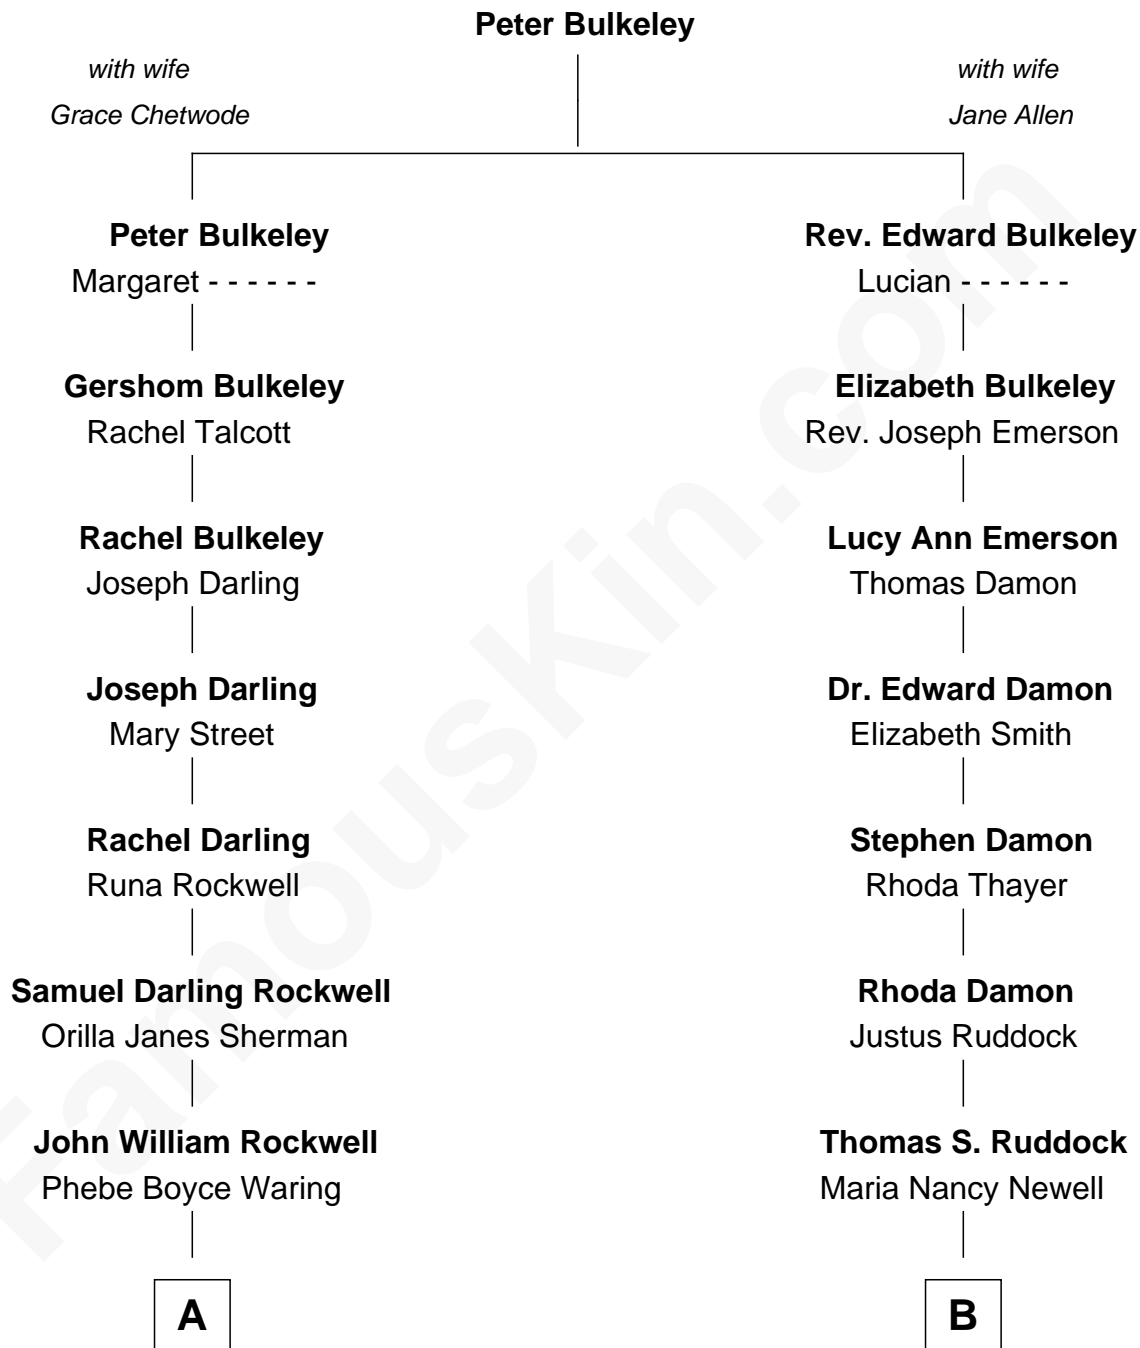 Peter Bulkeley
with wife
Grace Chetwode
with wife
Jane Allen
Peter Bulkeley
Margaret - - - - - -
Rev. Edward Bulkeley
Lucian - - - - - -
Gershom Bulkeley
Rachel Talcott
Elizabeth Bulkeley
Rev. Joseph Emerson
Rachel Bulkeley
Joseph Darling
Lucy Ann Emerson
Thomas Damon
Joseph Darling
Mary Street
Dr. Edward Damon
Elizabeth Smith
Rachel Darling
Runa Rockwell
Stephen Damon
Rhoda Thayer
Samuel Darling Rockwell
Orilla Janes Sherman
Rhoda Damon
Justus Ruddock
John William Rockwell
Phebe Boyce Waring
Thomas S. Ruddock
Maria Nancy Newell
A
B
FamousKin.com